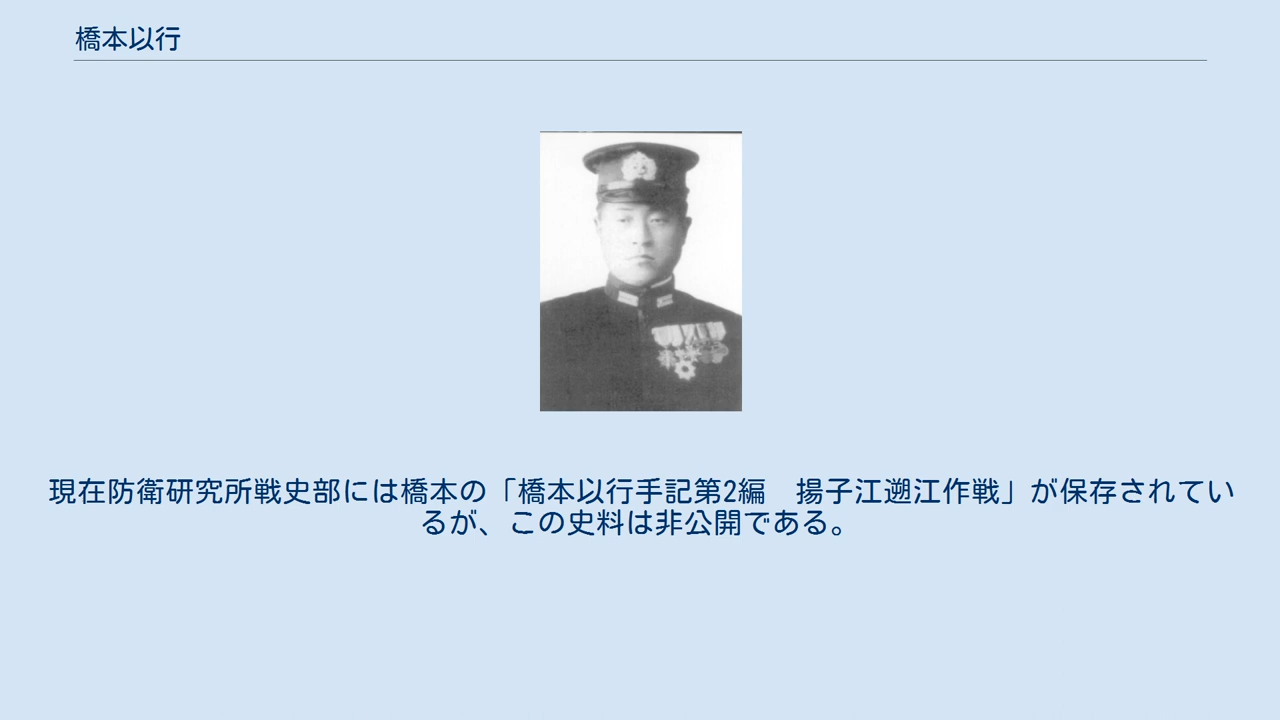 橋本以行
現在防衛研究所戦史部には橋本の「橋本以行手記第2編　揚子江遡江作戦」が保存されてい
るが、この史料は非公開である。